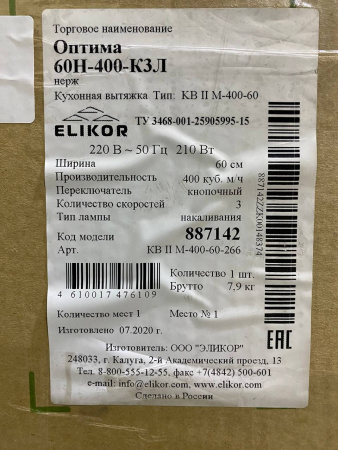 Торговое наименование
Оптима
60Н-400-К3Л
нерж
Кухонная вытяжка Тип: КВ II М-400-60
ELIKOR
ТУ 3468-001-25905995-15
220 В ~ 50 Гц 210 Вт
Ширина 60 см
Производительность 400 куб. м/ч
Переключатель кнопочный
Количество скоростей 3
Тип лампы накаливания
Код модели 887142
Арт. КВ II М-400-60-266
Количество 1 шт.
Брутто 7,9 кг
4 610017 476109
Количество мест 1 Место № 1
Изготовлено 07.2020 г.
Изготовитель: ООО "ЭЛИКОР"
248033, г. Калуга, 2-й Академический проезд, 13
Тел. 8-800-555-12-55, факс +7(4842) 500-601
e-mail: info@elikor.com, www.elikor.com
Сделано в России
EAC